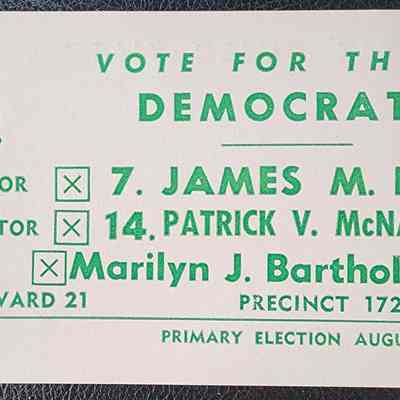 VOTE FOR TH
DEMOCRAT
OR ☒ 7. JAMES M.
TOR ☒ 14. PATRICK V. McNA
☒ Marilyn J. Barthol
WARD 21 PRECINCT 172
PRIMARY ELECTION AUGU